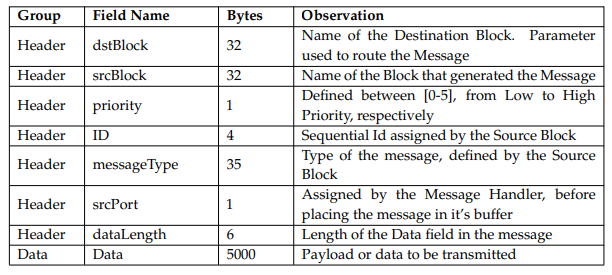 Group Field Name Bytes Observation
Header dstBlock 32 Name of the Destination Block. Parameter
used to route the Message
Header srcBlock 32 Name of the Block that generated the Message
Header priority 1 Defined between [0-5], from Low to High
Priority, respectively
Header ID 4 Sequential Id assigned by the Source Block
Header messageType 35 Type of the message, defined by the Source
Block
Header srcPort 1 Assigned by the Message Handler, before
placing the message in it's buffer
Header dataLength 6 Length of the Data field in the message
Data Data 5000 Payload or data to be transmitted